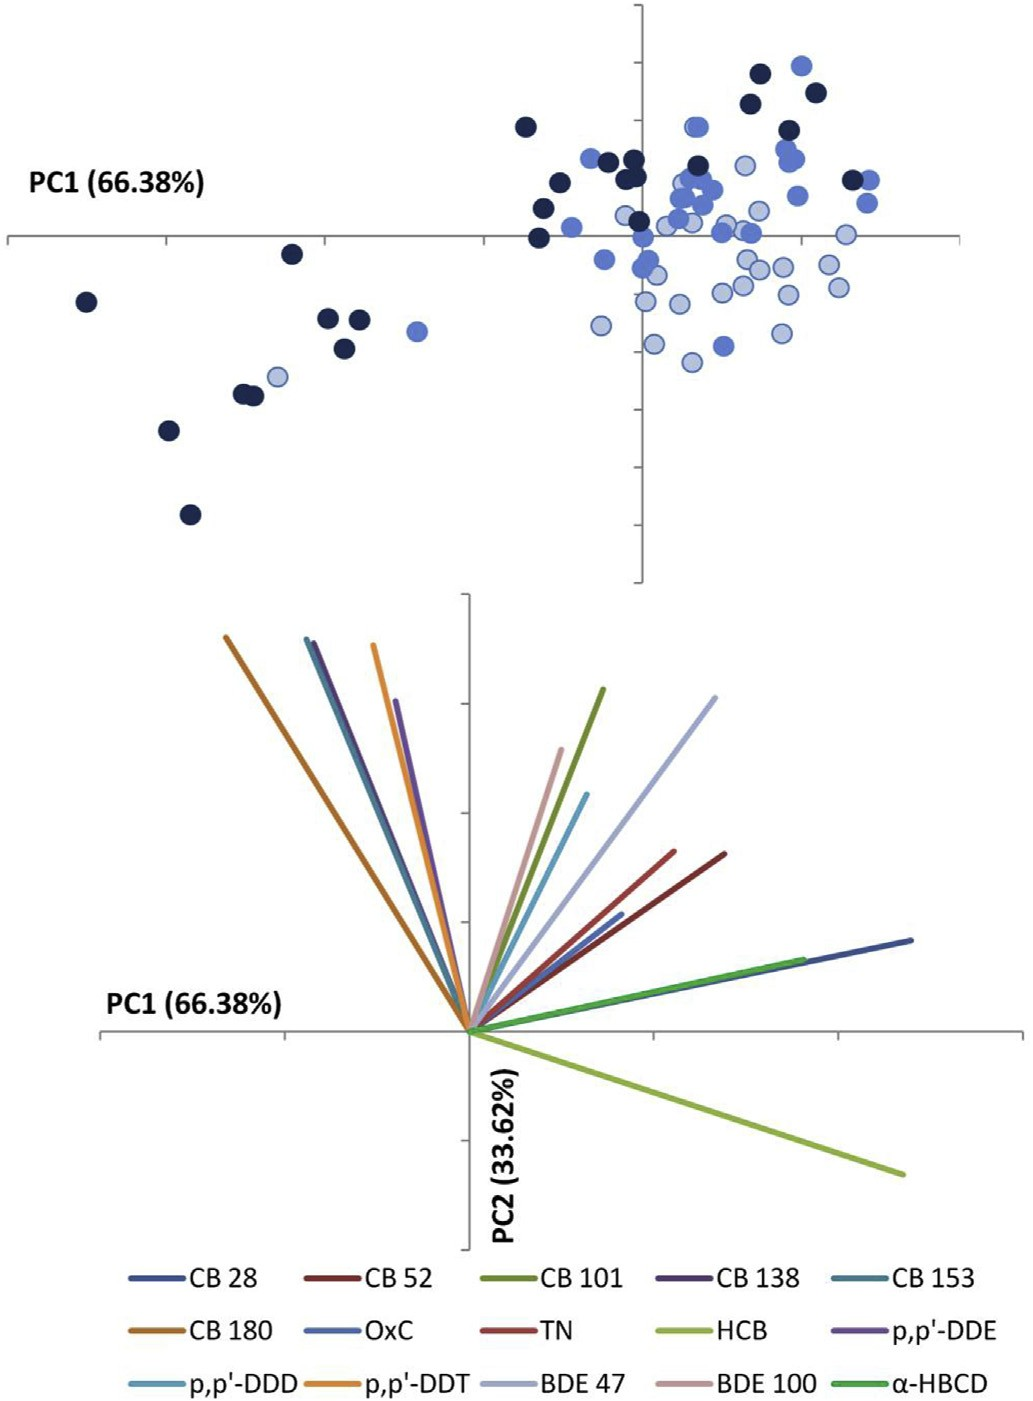 PC1 (66.38%)
PC1 (66.38%)
PC2 (33.62%)
CB 28 CB 52 CB 101 CB 138 CB 153
CB 180 OxC TN HCB p,p'-DDE
p,p'-DDD p,p'-DDT BDE 47 BDE 100 α-HBCD